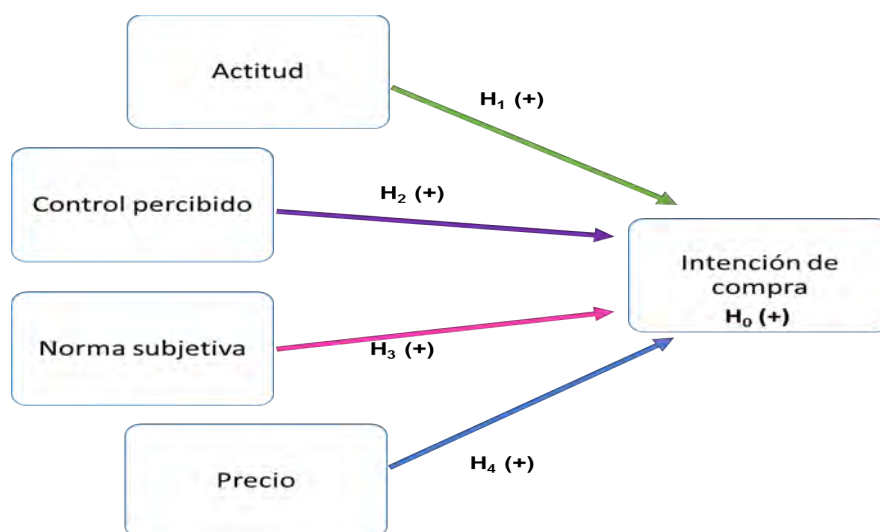 Actitud
H₁ (+)
Control percibido
H₂ (+)
Intención de
compra
H₀ (+)
Norma subjetiva
H₃ (+)
Precio
H₄ (+)